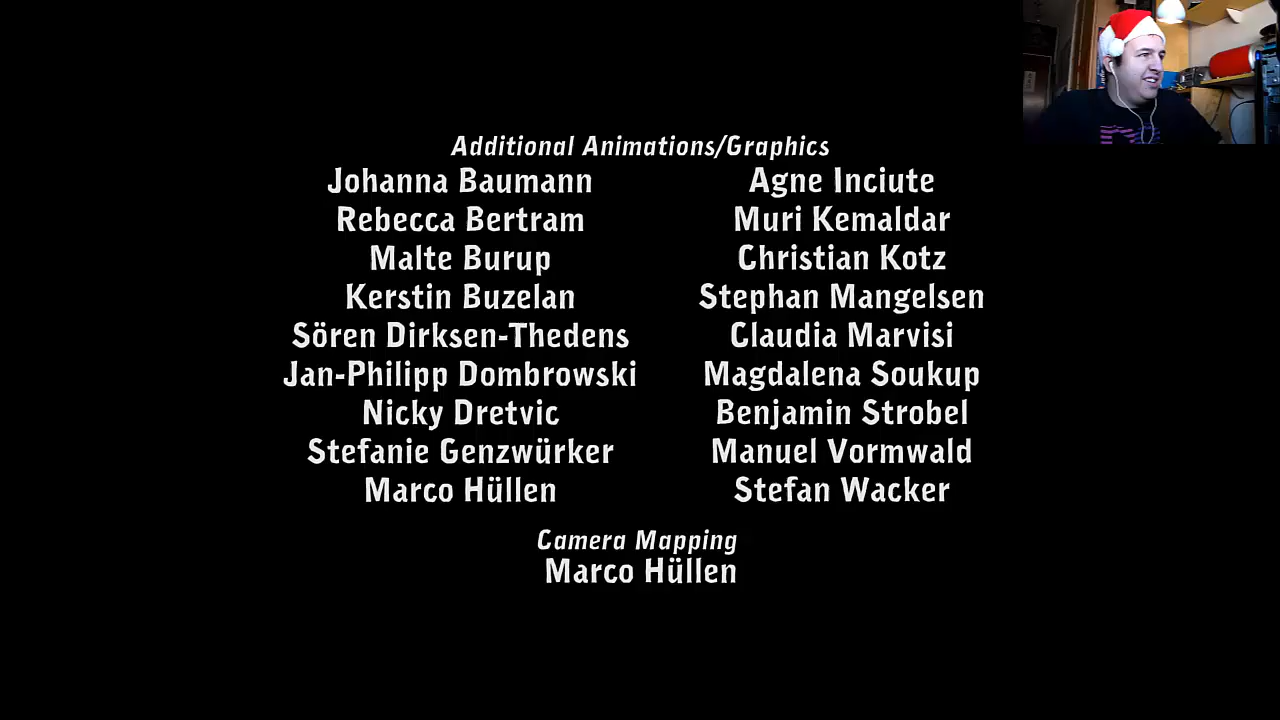 Additional Animations/Graphics
Johanna Baumann
Agne Inciute
Rebecca Bertram
Muri Kemaldar
Malte Burup
Christian Kotz
Kerstin Buzelan
Stephan Mangelsen
Sören Dirksen-Thedens
Claudia Marvisi
Jan-Philipp Dombrowski
Magdalena Soukup
Nicky Dretvic
Benjamin Strobel
Stefanie Genzwürker
Manuel Vormwald
Marco Hüllen
Stefan Wacker
Camera Mapping
Marco Hüllen